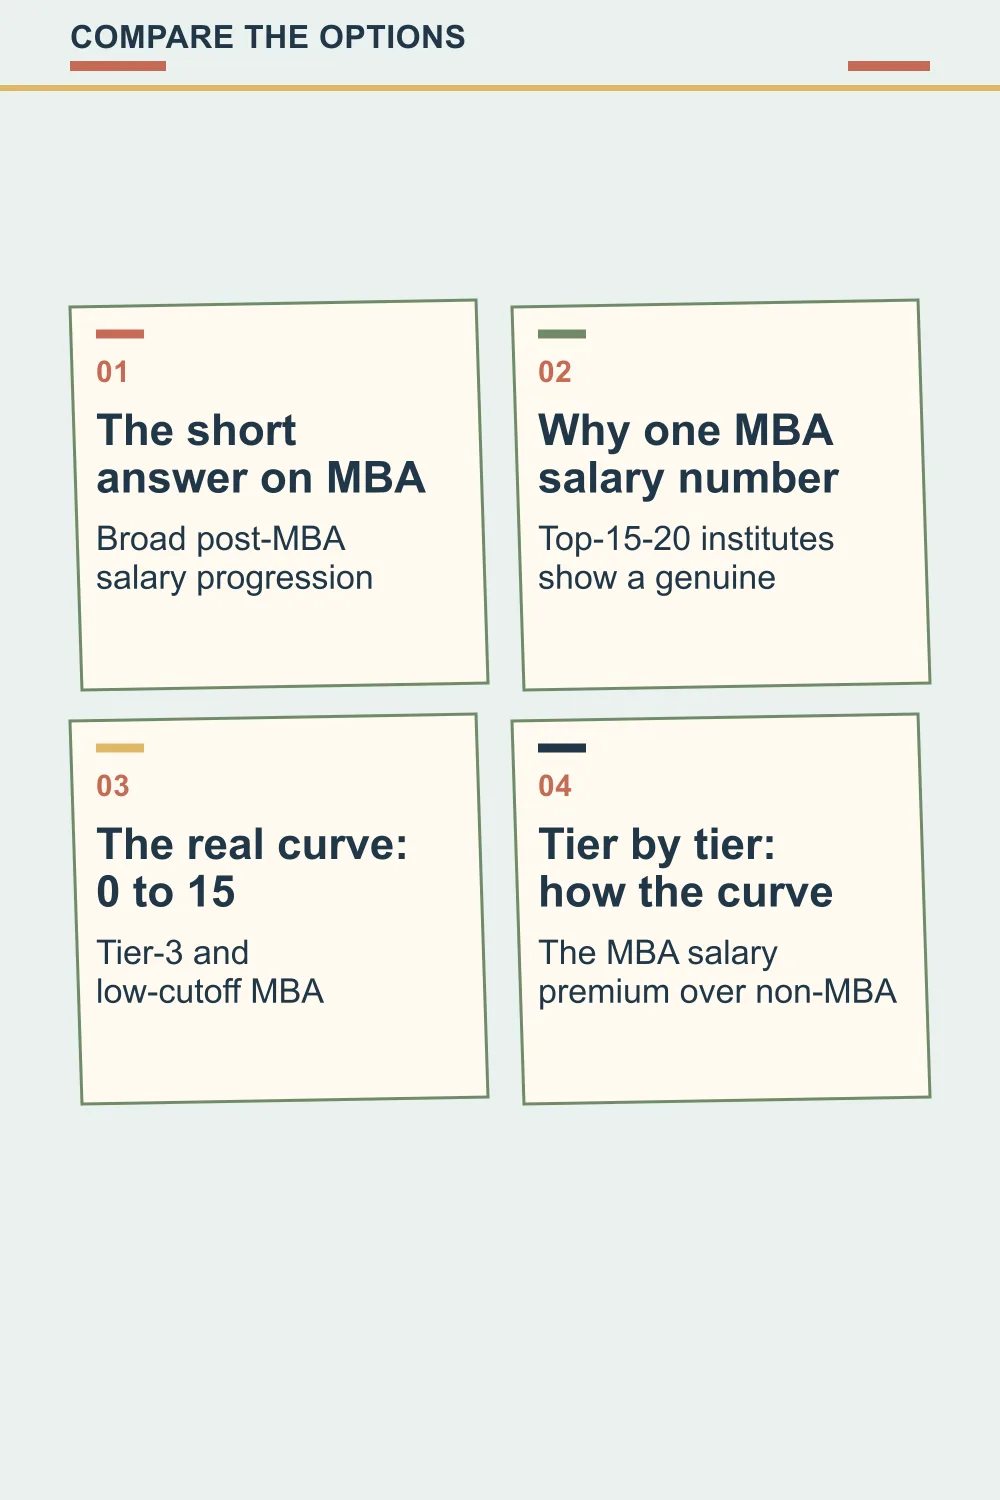 COMPARE THE OPTIONS
01
The short
answer on MBA
Broad post-MBA
salary progression
02
Why one MBA
salary number
Top-15-20 institutes
show a genuine
03
The real curve:
0 to 15
Tier-3 and
low-cutoff MBA
04
Tier by tier:
how the curve
The MBA salary
premium over non-MBA